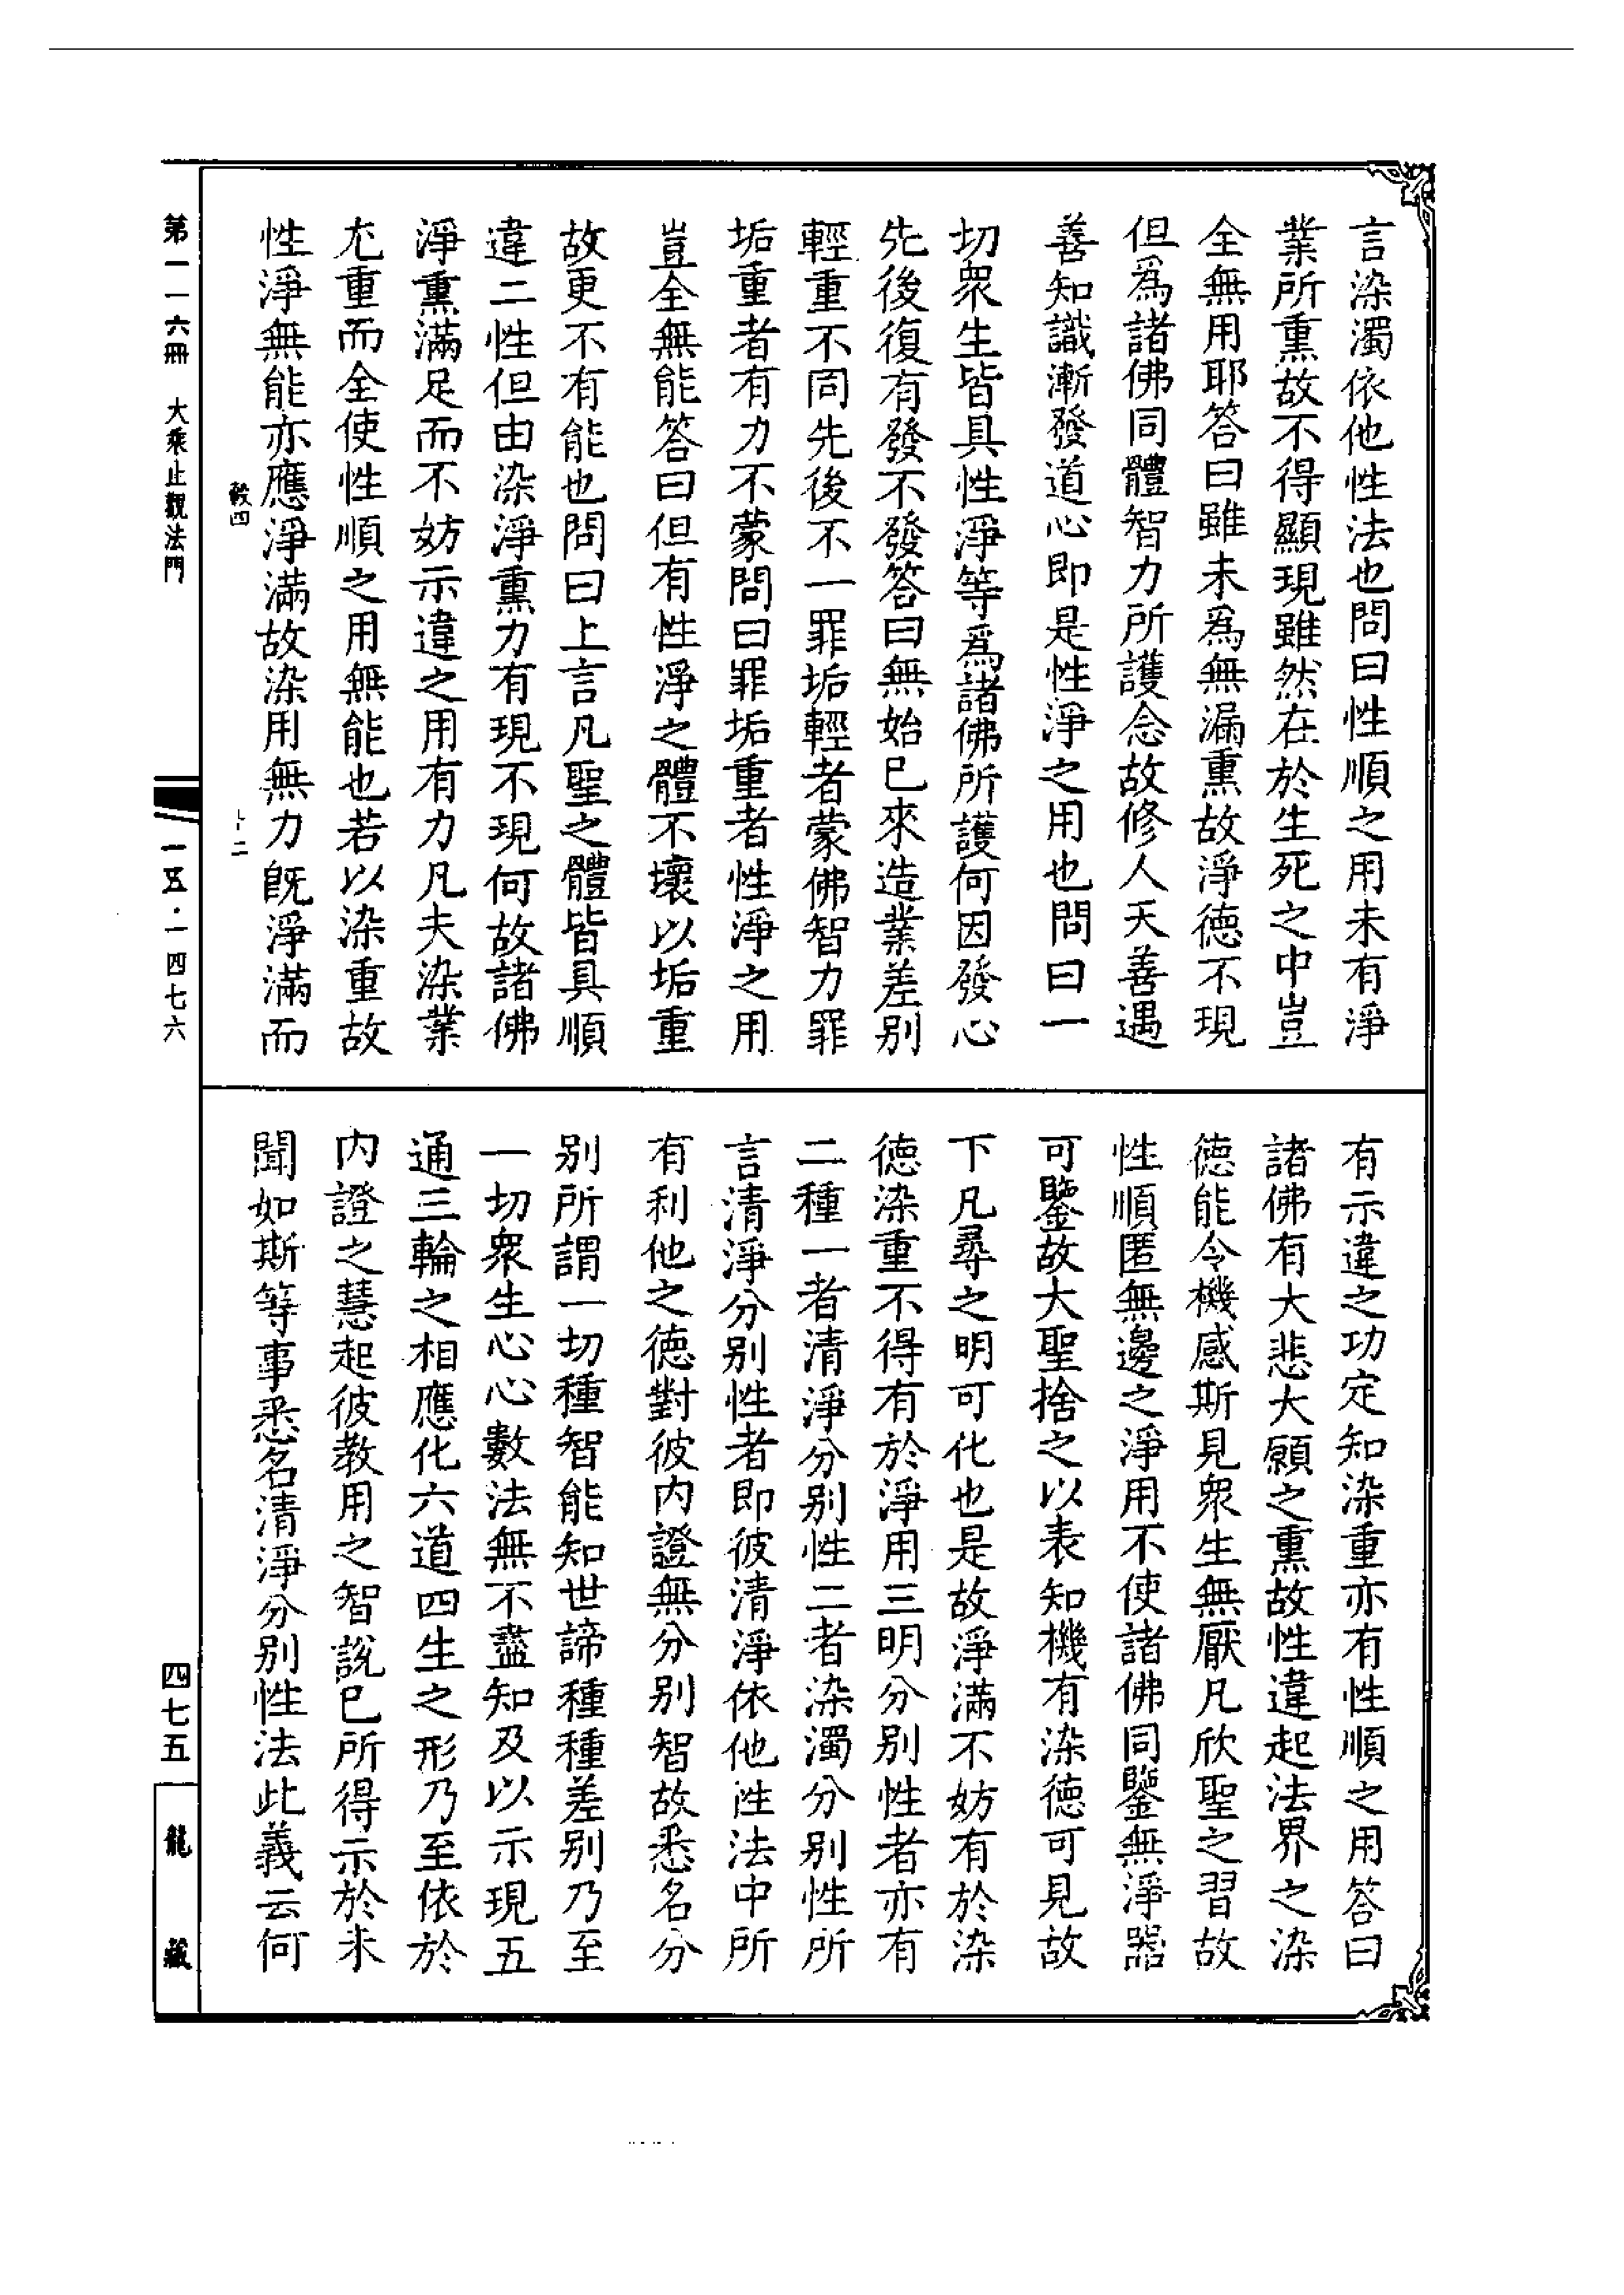 言染濁依他性法也問曰性順之用未有淨
業所熏故不得顯現雖然在於生死之中豈
全無用耶答曰雖未爲無漏熏故淨德不現
但爲諸佛同體智力所護念故修人天善遇
善知識漸發道心即是性淨之用也問曰一
切衆生皆具性淨等爲諸佛所護何因發心
先後復有發不發答曰無始已來造業差别
輕重不同先後不一罪垢輕者蒙佛智力罪
垢重者有力不蒙問曰罪垢重者性淨之用
豈全無能答曰但有性淨之體不壞以垢重
故更不有能也問曰上言凡聖之體皆具順
違二性但由染淨熏力有現不現何故諸佛
淨熏滿足而不妨示違之用有力凡夫染業
尤重而全使性順之用無能也若以染重故
性淨無能亦應淨滿故染用無力旣淨滿而
有示違之功定知染重亦有性順之用答曰
諸佛有大悲大願之熏故性違起法界之染
德能令機感斯見衆生無厭凡欣聖之習故
性順匿無邊之淨用不使諸佛同鑒無淨器
可鑒故大聖捨之以表知機有染德可見故
下凡尋之明可化也是故淨滿不妨有於染
德染重不得有於淨用三明分别性者亦有
二種一者清淨分别性二者染濁分别性所
言清淨分别性者即彼清淨依他性法中所
有利他之德對彼内證無分别智故悉名分
别所謂一切種智能知世諦種種差别乃至
一切衆生心心數法無不盡知及以示現五
通三輪之相應化六道四生之形乃至依於
内證之慧起彼教用之智說已所得示於未
聞如斯等事悉名清淨分别性法此義云何
第一一六冊 大乘止觀法門
縠四
十二
一五·一四七六
四七五
龍藏